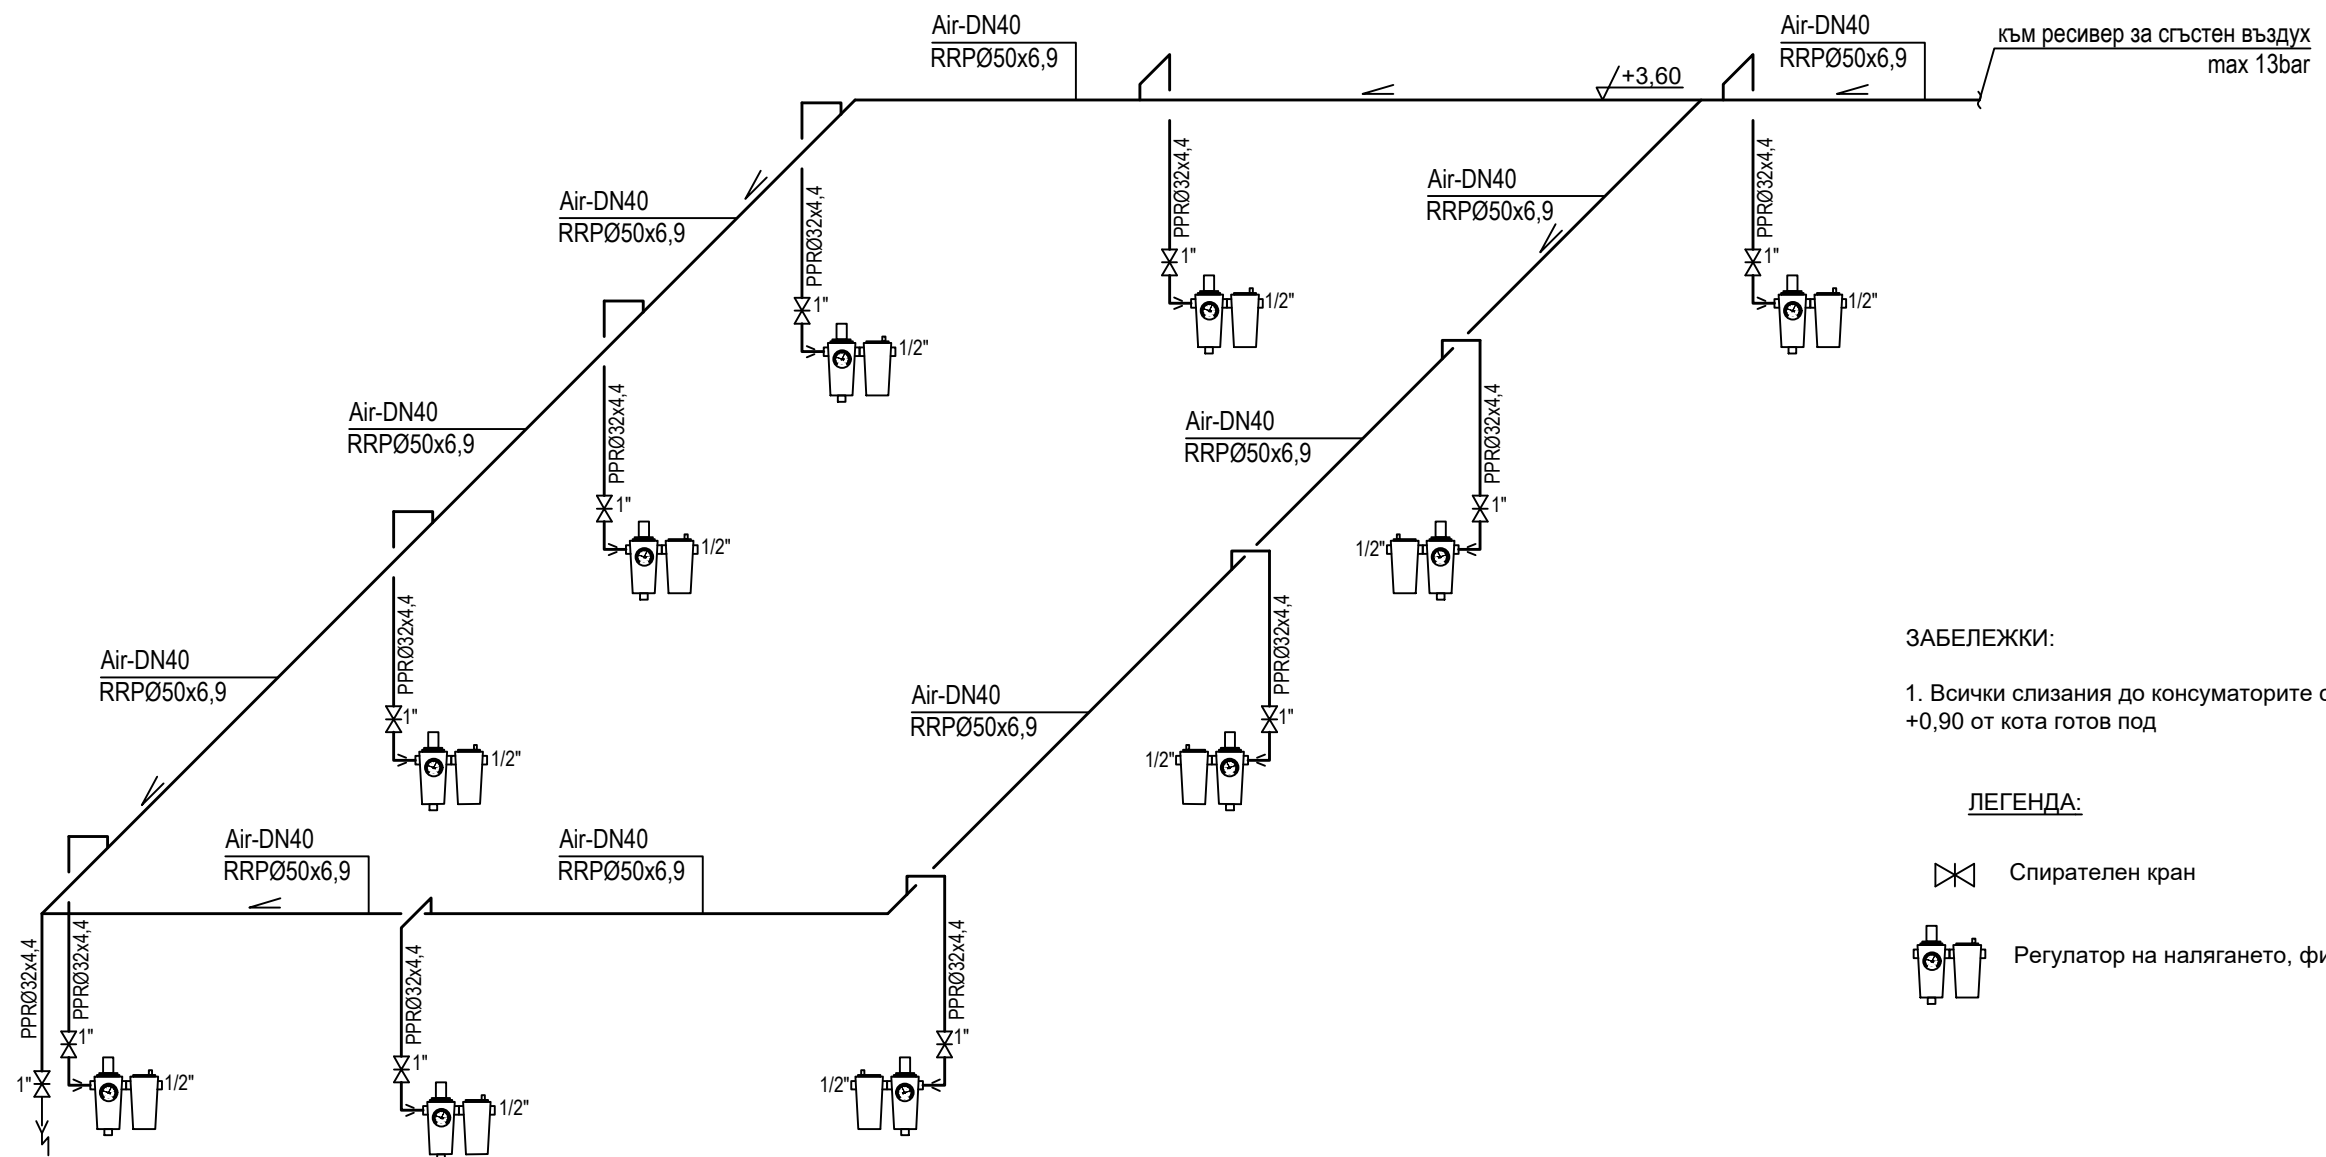 Air-DN40
RRPØ50x6,9
Air-DN40
RRPØ50x6,9
към ресивер за сгъстен въздух
max 13bar
+3,60
PPRØ32x4,4
1"
1/2"
PPRØ32x4,4
1"
1/2"
PPRØ32x4,4
1"
1/2"
Air-DN40
RRPØ50x6,9
Air-DN40
RRPØ50x6,9
PPRØ32x4,4
1"
1/2"
PPRØ32x4,4
1"
1/2"
Air-DN40
RRPØ50x6,9
Air-DN40
RRPØ50x6,9
PPRØ32x4,4
1"
1/2"
PPRØ32x4,4
1"
1/2"
Air-DN40
RRPØ50x6,9
Air-DN40
RRPØ50x6,9
ЗАБЕЛЕЖКИ:
1. Всички слизания до консуматорите
+0,90 от кота готов под
ЛЕГЕНДА:
Спирателен кран
Регулатор на налягането,
Air-DN40
RRPØ50x6,9
Air-DN40
RRPØ50x6,9
PPRØ32x4,4
1"
PPRØ32x4,4
1"
1/2"
PPRØ32x4,4
1"
1/2"
PPRØ32x4,4
1"
1/2"